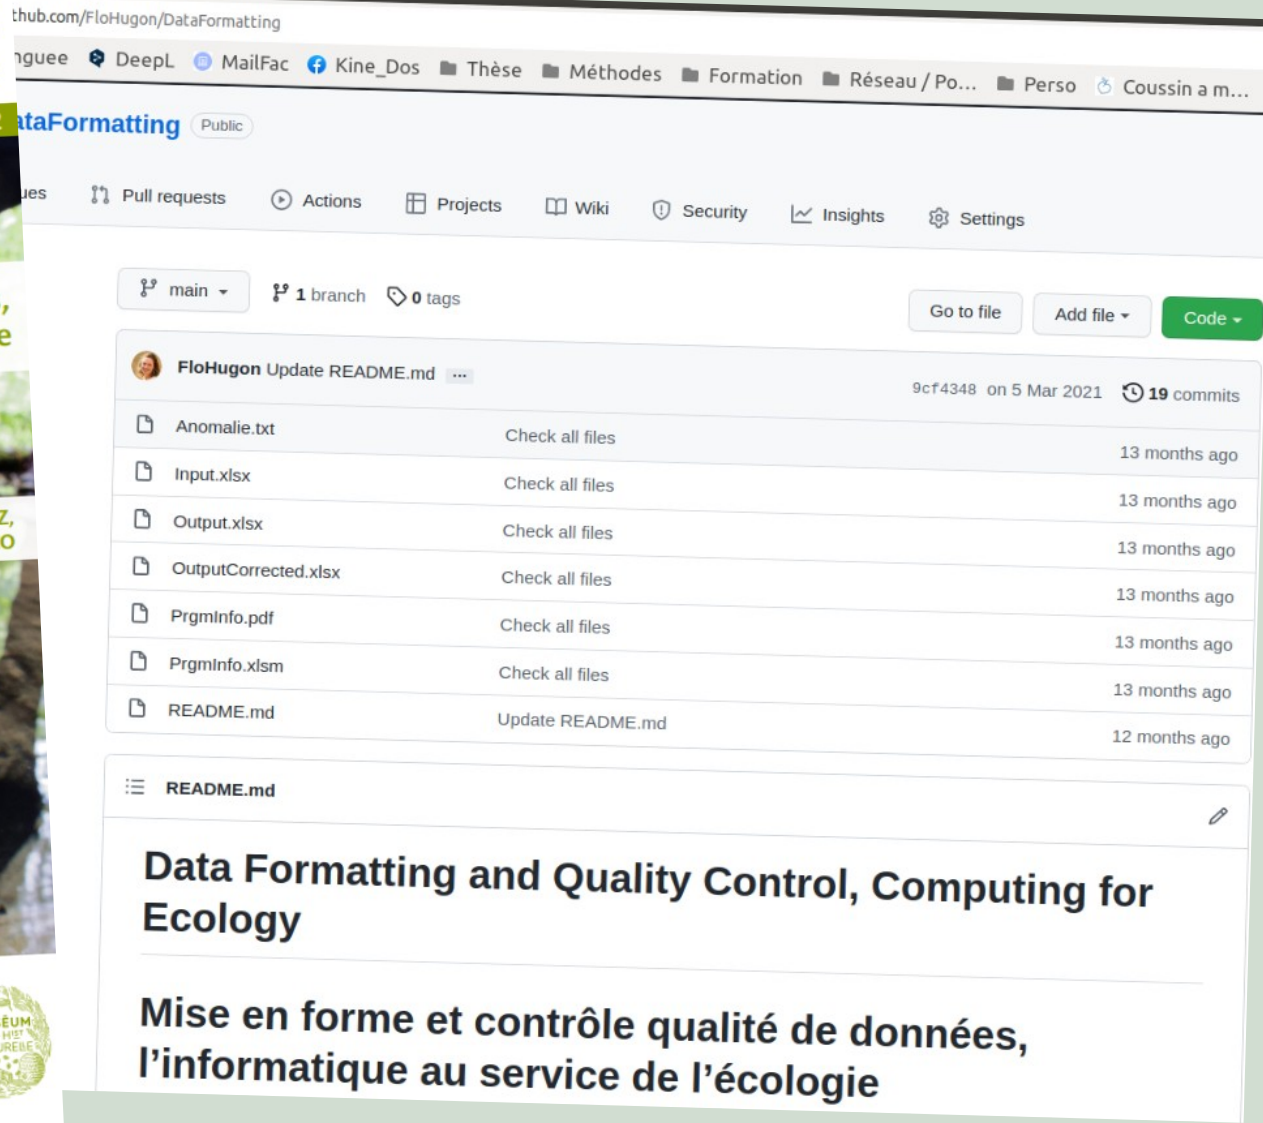 thub.com/FloHugon/DataFormatting
nguee DeepL MailFac Kine_Dos Thèse Méthodes Formation Réseau / Po... Perso Coussin a m...
ataFormatting Public
ues Pull requests Actions Projects Wiki Security Insights Settings
main 1 branch 0 tags Go to file Add file Code
FloHugon Update README.md ... 9cf4348 on 5 Mar 2021 19 commits
Anomalie.txt Check all files 13 months ago
Input.xlsx Check all files 13 months ago
Output.xlsx Check all files 13 months ago
OutputCorrected.xlsx Check all files 13 months ago
PrgmInfo.pdf Check all files 13 months ago
PrgmInfo.xlsm Check all files 13 months ago
README.md Update README.md 12 months ago
README.md
Data Formatting and Quality Control, Computing for
Ecology
Mise en forme et contrôle qualité de données,
l’informatique au service de l’écologie